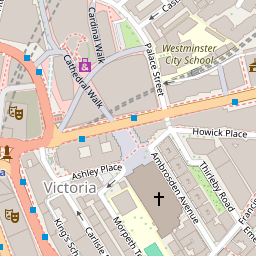 Cardinal Walk
Cathedral Walk
Palace Street
Westminster
City School
Howick Place
Ashley Place
Victoria
Ambrosden Avenue
Thirleby Road
King's
Carlisle
Morpeth